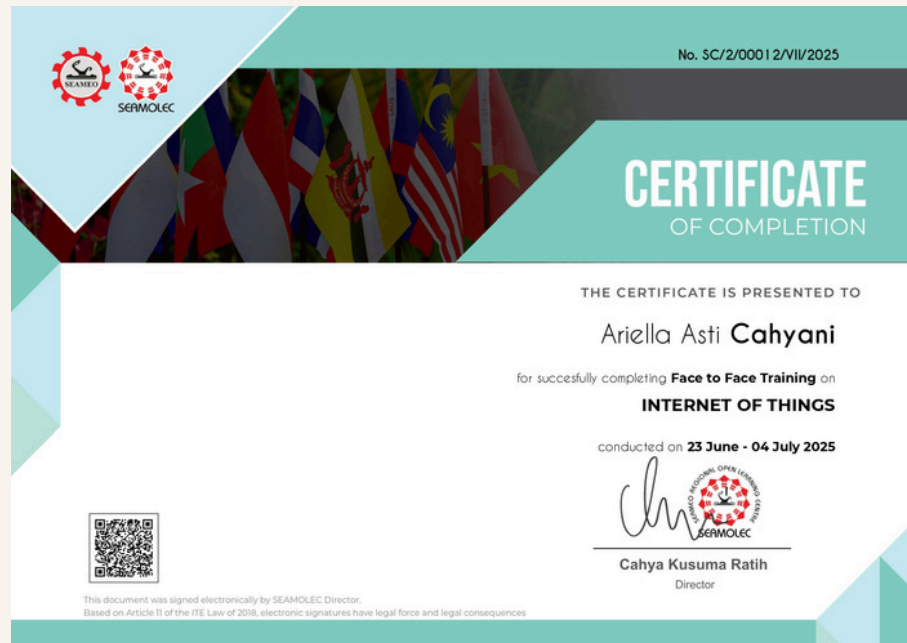 SEAMEO
SEAMOLEC
No. SC/2/00012/VII/2025
CERTIFICATE
OF COMPLETION
THE CERTIFICATE IS PRESENTED TO
Ariella Asti Cahyani
for succesfully completing Face to Face Training on
INTERNET OF THINGS
conducted on 23 June - 04 July 2025
SEAMEO REGIONAL OPEN LEARNING CENTRE
SEAMOLEC
Cahya Kusuma Ratih
Director
This document was signed electronically by SEAMOLEC Director.
Based on Article 11 of the ITE Law of 2018, electronic signatures have legal force and legal consequences